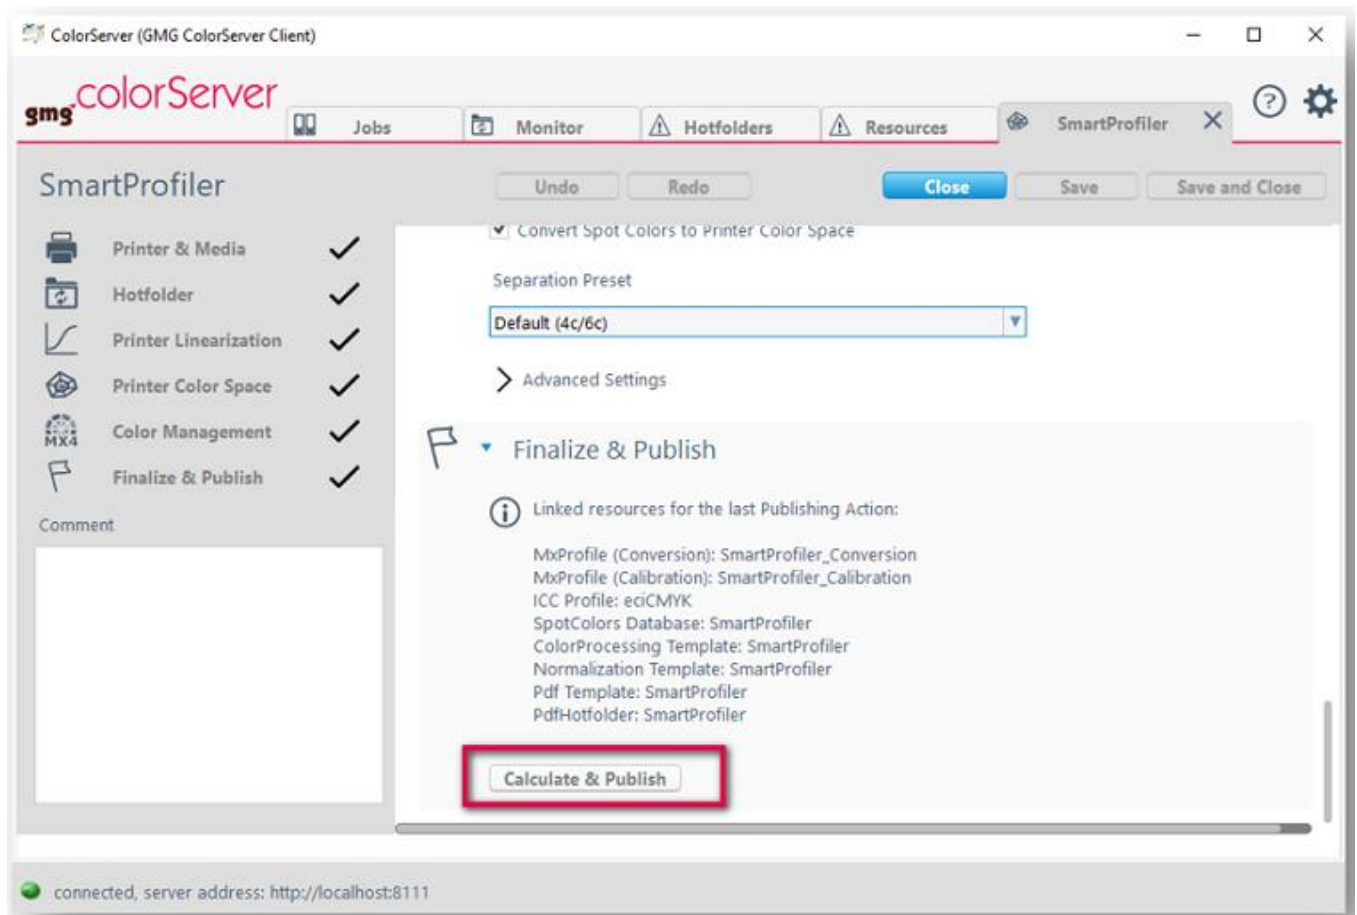 ColorServer (GMG ColorServer Client)
gmg colorServer
Jobs
Monitor
Hotfolders
Resources
SmartProfiler
SmartProfiler
Undo
Redo
Close
Save
Save and Close
Printer & Media
Hotfolder
Printer Linearization
Printer Color Space
MX4
Color Management
Finalize & Publish
Comment
Convert Spot Colors to Printer Color Space
Separation Preset
Default (4c/6c)
Advanced Settings
Finalize & Publish
Linked resources for the last Publishing Action:
MxProfile (Conversion): SmartProfiler_Conversion
MxProfile (Calibration): SmartProfiler_Calibration
ICC Profile: eciCMYK
SpotColors Database: SmartProfiler
ColorProcessing Template: SmartProfiler
Normalization Template: SmartProfiler
Pdf Template: SmartProfiler
PdfHotfolder: SmartProfiler
Calculate & Publish
connected, server address: http://localhost:8111